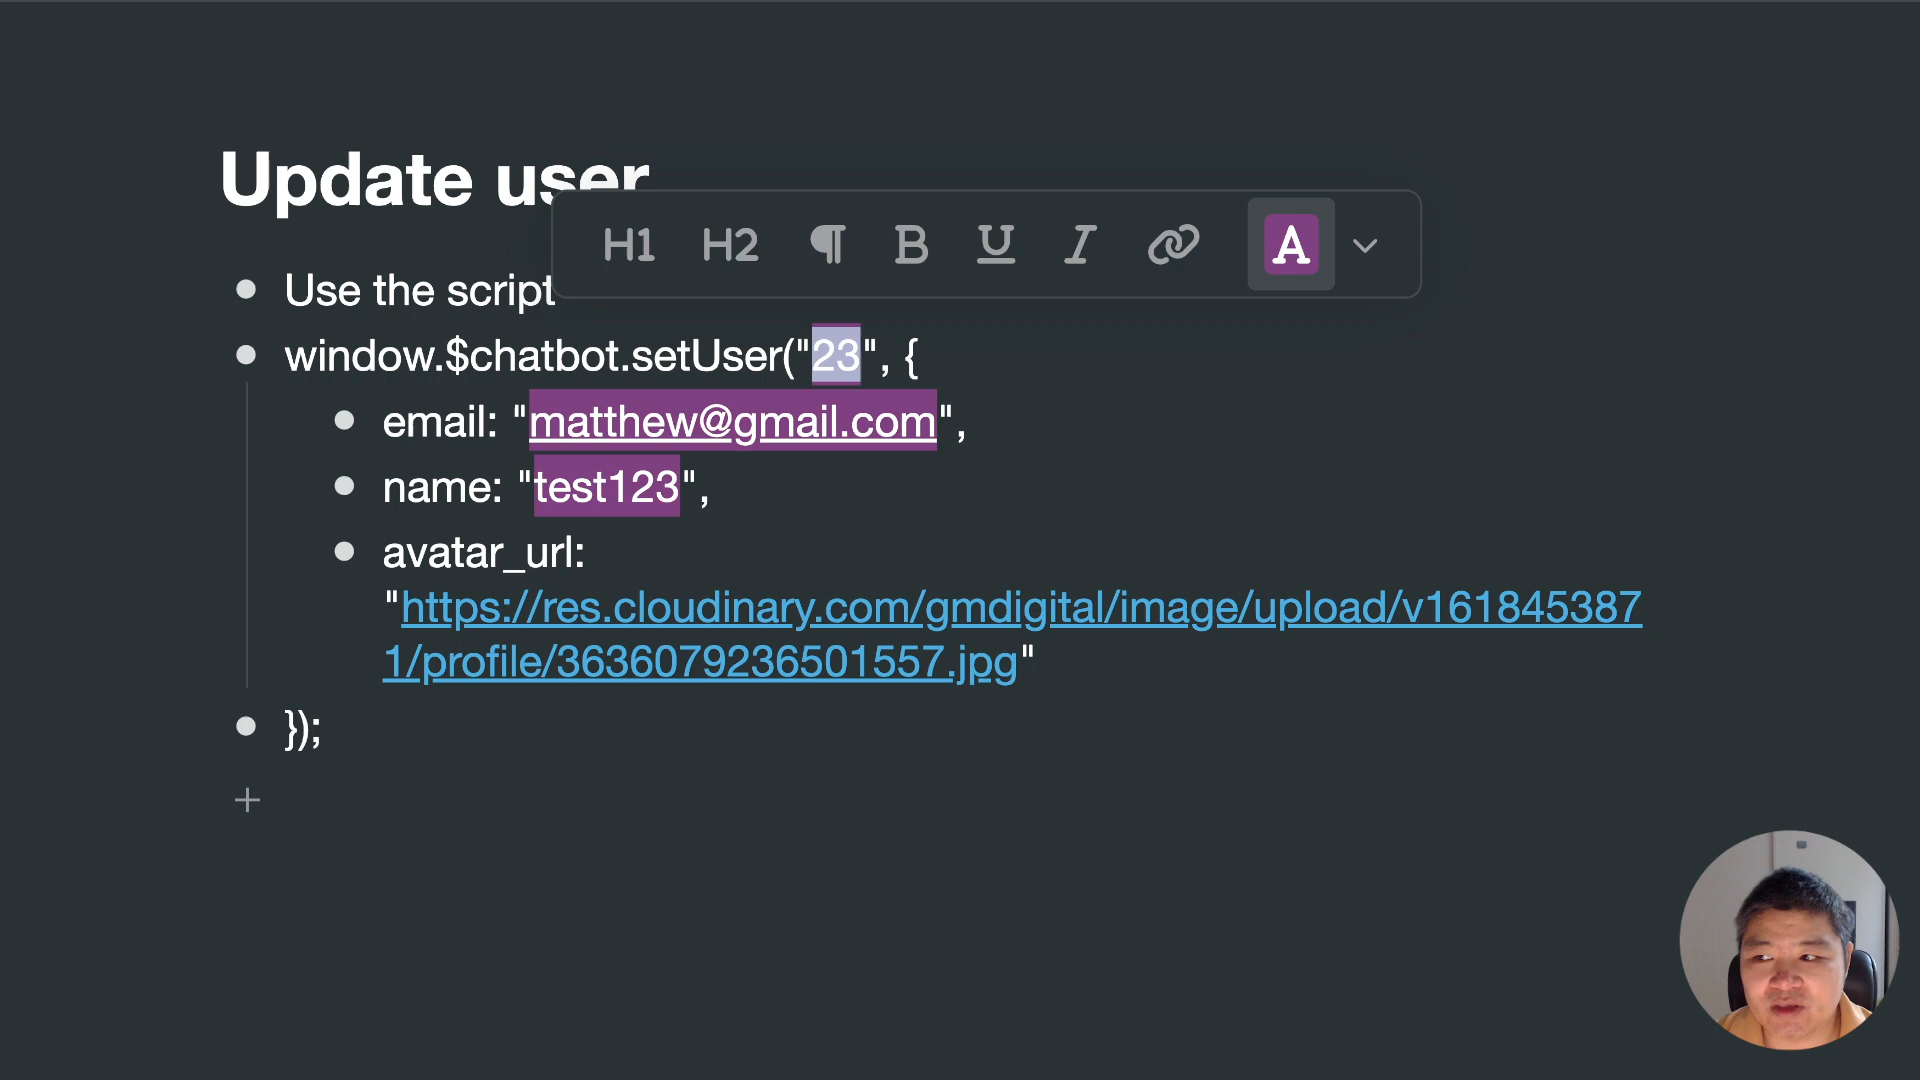 Update user
H1 H2 ¶ B U I A
Use the script
window.$chatbot.setUser("23", {
email: "matthew@gmail.com",
name: "test123",
avatar_url:
"https://res.cloudinary.com/gmdigital/image/upload/v161845387
1/profile/3636079236501557.jpg"
});